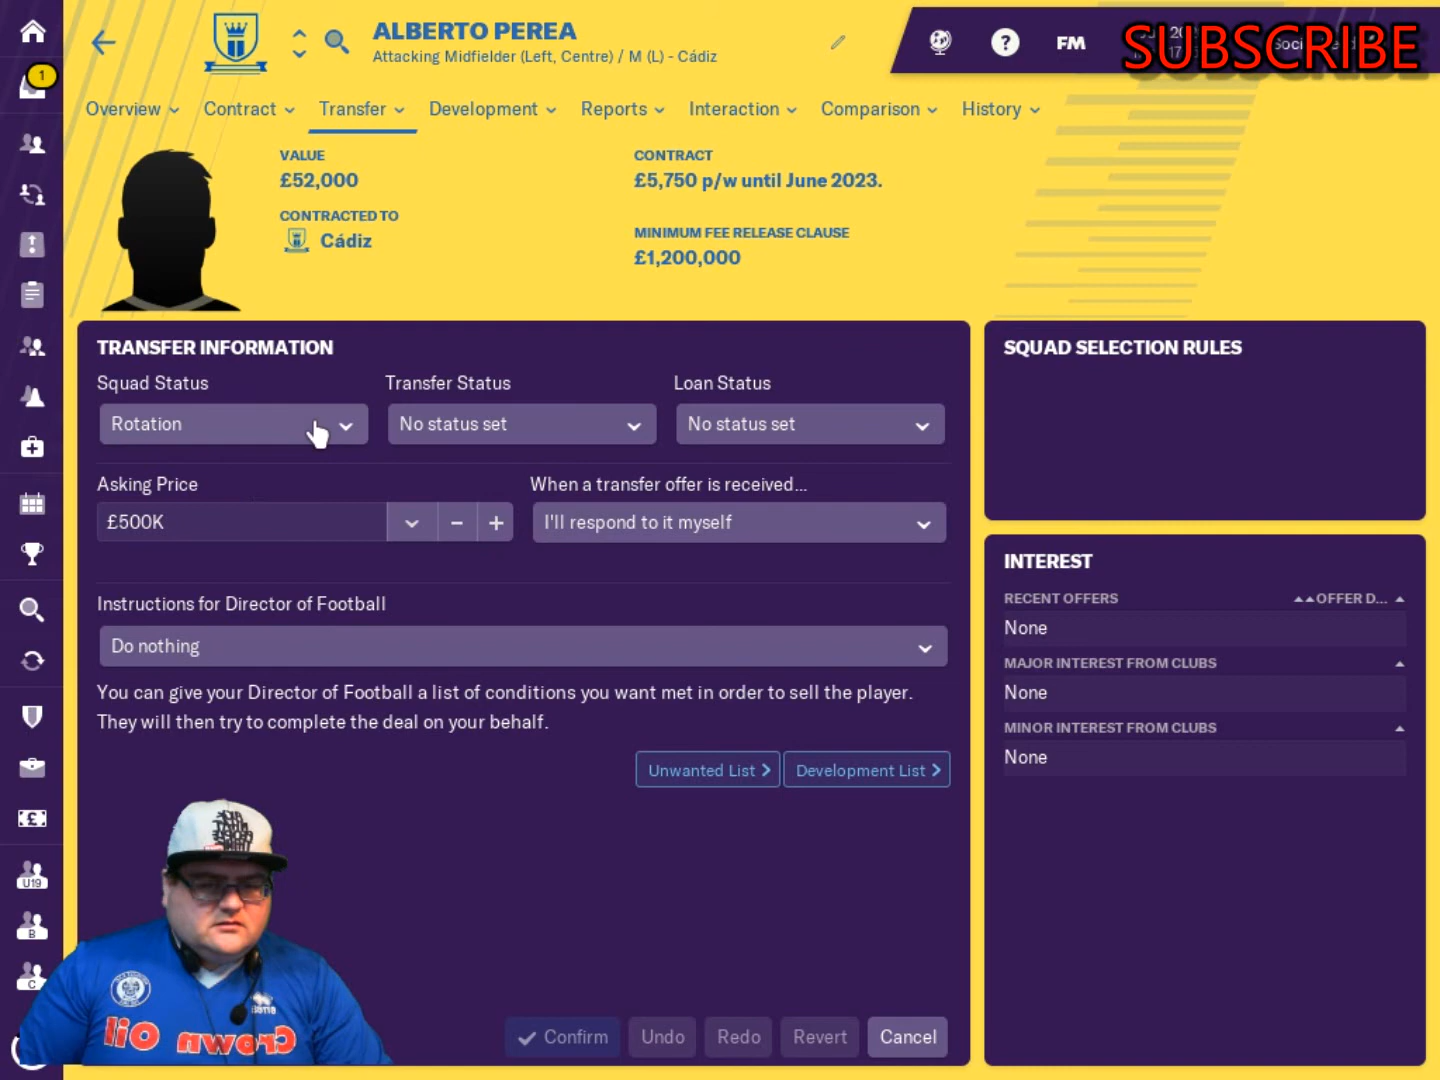 ALBERTO PEREA
Attacking Midfielder (Left, Centre) / M (L) - Cádiz
FM
SUBSCRIBE
1
Overview
Contract
Transfer
Development
Reports
Interaction
Comparison
History
VALUE
£52,000
CONTRACTED TO
Cádiz
CONTRACT
£5,750 p/w until June 2023.
MINIMUM FEE RELEASE CLAUSE
£1,200,000
TRANSFER INFORMATION
Squad Status
Transfer Status
Loan Status
Rotation
No status set
No status set
Asking Price
When a transfer offer is received...
£500K
I'll respond to it myself
Instructions for Director of Football
Do nothing
You can give your Director of Football a list of conditions you want met in order to sell the player.
They will then try to complete the deal on your behalf.
Unwanted List
Development List
Confirm
Undo
Redo
Revert
Cancel
SQUAD SELECTION RULES
INTEREST
RECENT OFFERS
OFFER D...
None
MAJOR INTEREST FROM CLUBS
None
MINOR INTEREST FROM CLUBS
None
U19
B
C
Crown Oil